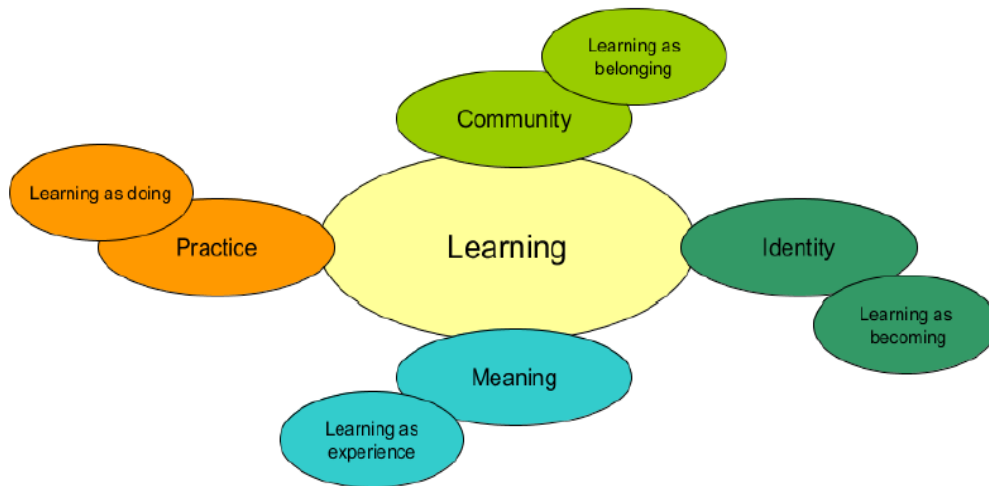 Learning as
belonging
Community
Learning as doing
Practice
Learning
Identity
Learning as
becoming
Meaning
Learning as
experience